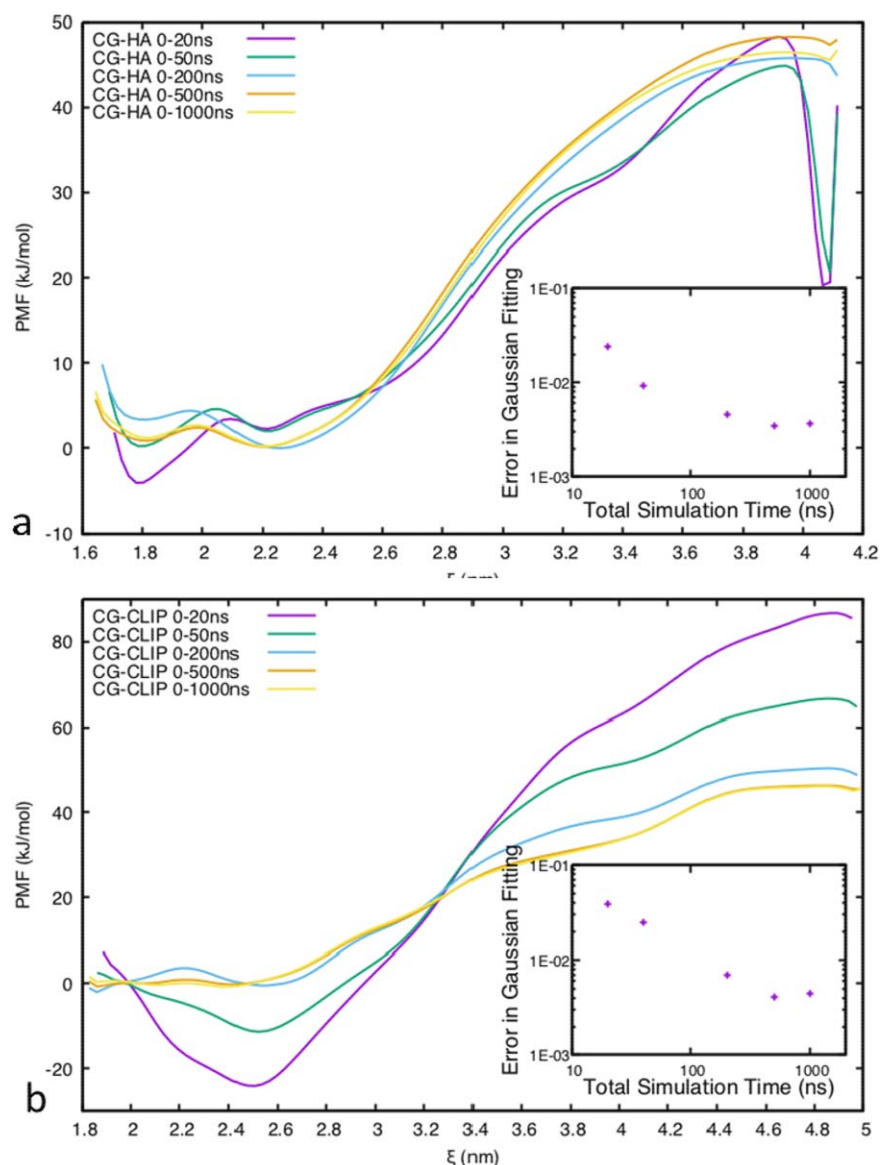 CG-HA 0-20ns
CG-HA 0-50ns
CG-HA 0-200ns
CG-HA 0-500ns
CG-HA 0-1000ns
PMF (kJ/mol)
50
40
30
20
10
0
-10
1.6 1.8 2 2.2 2.4 2.6 2.8 3 3.2 3.4 3.6 3.8 4 4.2
ξ (nm)
Error in Gaussian Fitting
1E-01
1E-02
1E-03
10 100 1000
Total Simulation Time (ns)
a
CG-CLIP 0-20ns
CG-CLIP 0-50ns
CG-CLIP 0-200ns
CG-CLIP 0-500ns
CG-CLIP 0-1000ns
PMF (kJ/mol)
80
60
40
20
0
-20
1.8 2 2.2 2.4 2.6 2.8 3 3.2 3.4 3.6 3.8 4 4.2 4.4 4.6 4.8 5
ξ (nm)
Error in Gaussian Fitting
1E-01
1E-02
1E-03
10 100 1000
Total Simulation Time (ns)
b